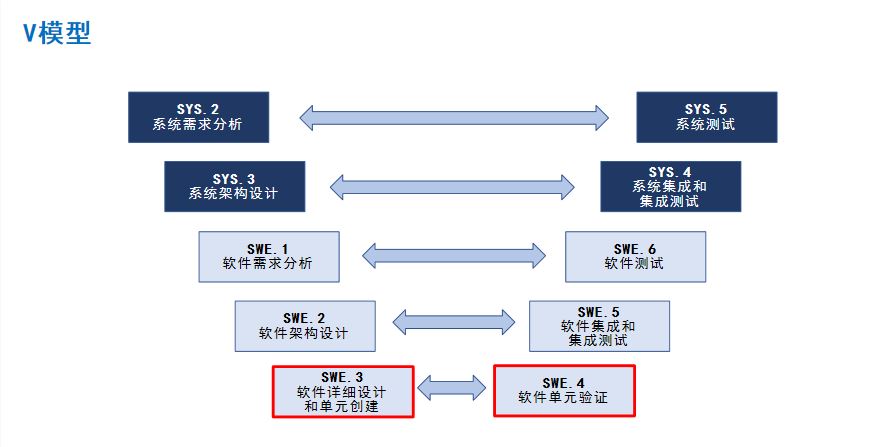 V模型
SYS.2
系统需求分析
SYS.5
系统测试
SYS.3
系统架构设计
SYS.4
系统集成和
集成测试
SWE.1
软件需求分析
SWE.6
软件测试
SWE.2
软件架构设计
SWE.5
软件集成和
集成测试
SWE.3
软件详细设计
和单元创建
SWE.4
软件单元验证